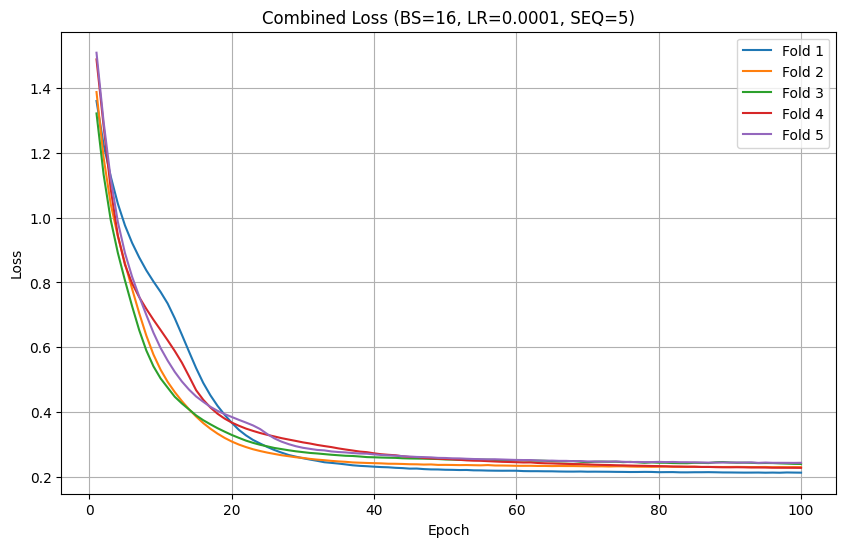 Combined Loss (BS=16, LR=0.0001, SEQ=5)
Fold 1
Fold 2
Fold 3
Fold 4
Fold 5
Loss
1.4
1.2
1.0
0.8
0.6
0.4
0.2
0 20 40 60 80 100
Epoch